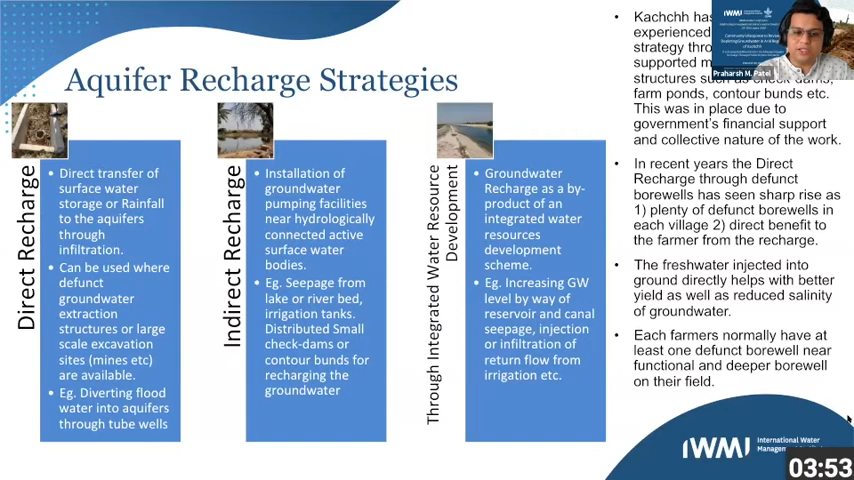 Aquifer Recharge Strategies
Direct Recharge
• Direct transfer of
surface water
storage or Rainfall
to the aquifers
through
infiltration.
• Can be used where
defunct
groundwater
extraction
structures or large
scale excavation
sites (mines etc)
are available.
• Eg. Diverting flood
water into aquifers
through tube wells
Indirect Recharge
• Installation of
groundwater
pumping facilities
near hydrologically
connected active
surface water
bodies.
• Eg. Seepage from
lake or river bed,
irrigation tanks.
Distributed Small
check-dams or
contour bunds for
recharging the
groundwater
Through Integrated Water Resource
Development
• Groundwater
Recharge as a by-
product of an
integrated water
resources
development
scheme.
• Eg. Increasing GW
level by way of
reservoir and canal
seepage, injection
or infiltration of
return flow from
irrigation etc.
• Kachchh has
experienced
strategy
supported
structures such as check dams,
farm ponds, contour bunds etc.
This was in place due to
government's financial support
and collective nature of the work.
• In recent years the Direct
Recharge through defunct
borewells has seen sharp rise as
1) plenty of defunct borewells in
each village 2) direct benefit to
the farmer from the recharge.
• The freshwater injected into
ground directly helps with better
yield as well as reduced salinity
of groundwater.
• Each farmers normally have at
least one defunct borewell near
functional and deeper borewell
on their field.
IWMI
Praharsh M. Patel
IWMI
International Water
03:53